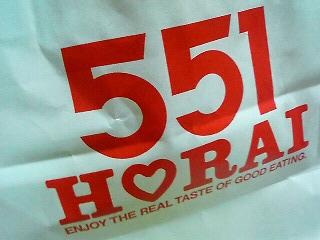 551
H♡RAI
ENJOY THE REAL TASTE OF GOOD EATING.